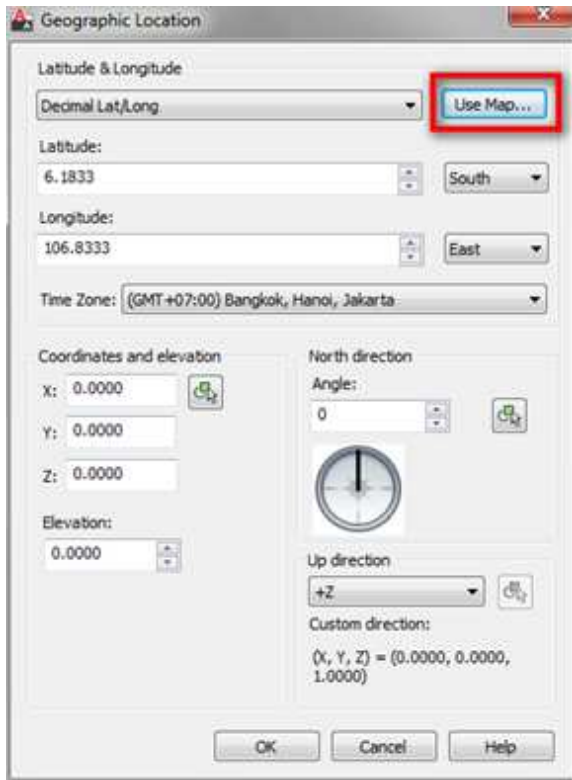 Geographic Location
Latitude & Longitude
Decimal Lat/Long
Use Map...
Latitude:
6.1833
South
Longitude:
106.8333
East
Time Zone: (GMT+07:00) Bangkok, Hanoi, Jakarta
Coordinates and elevation
X: 0.0000
Y: 0.0000
Z: 0.0000
Elevation:
0.0000
North direction
Angle:
0
Up direction
+Z
Custom direction:
(X, Y, Z) = (0.0000, 0.0000,
1.0000)
OK
Cancel
Help